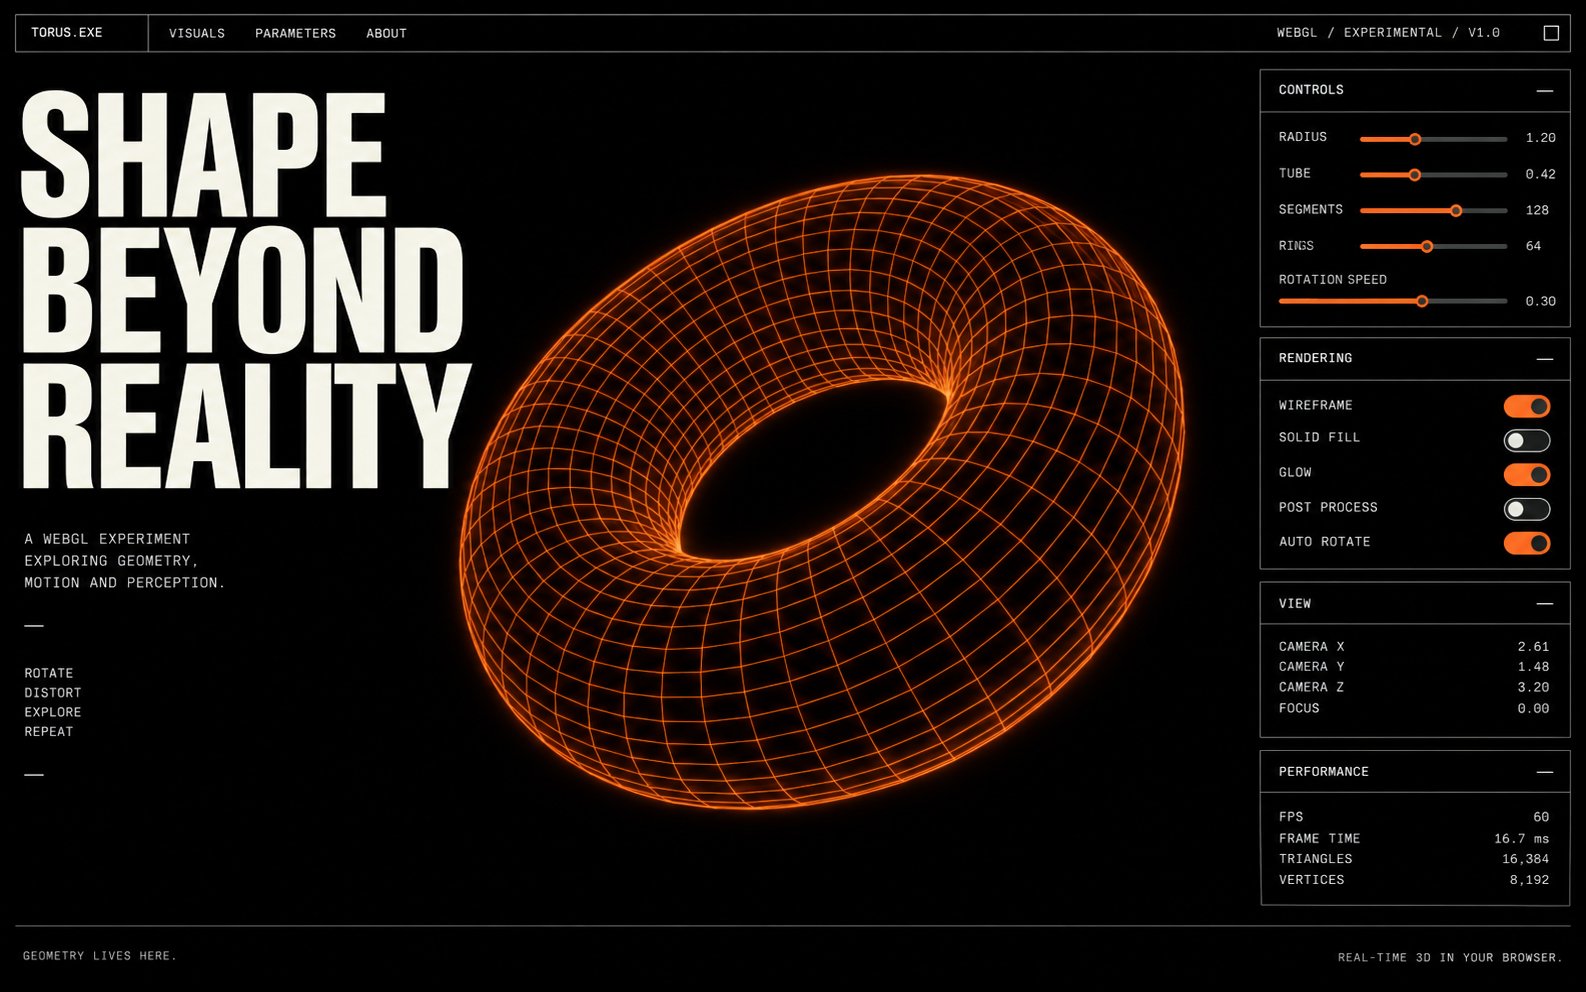 TORUS.EXE
VISUALS
PARAMETERS
ABOUT
WEBGL / EXPERIMENTAL / V1.0
SHAPE
BEYOND
REALITY
A WEBGL EXPERIMENT
EXPLORING GEOMETRY,
MOTION AND PERCEPTION.
ROTATE
DISTORT
EXPLORE
REPEAT
CONTROLS
RADIUS 1.20
TUBE 0.42
SEGMENTS 128
RINGS 64
ROTATION SPEED
0.30
RENDERING
WIREFRAME
SOLID FILL
GLOW
POST PROCESS
AUTO ROTATE
VIEW
CAMERA X 2.61
CAMERA Y 1.48
CAMERA Z 3.20
FOCUS 0.00
PERFORMANCE
FPS 60
FRAME TIME 16.7 ms
TRIANGLES 16,384
VERTICES 8,192
GEOMETRY LIVES HERE.
REAL-TIME 3D IN YOUR BROWSER.